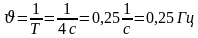 ϑ = 1/T = 1/(4 c) = 0,25 1/c = 0,25 Гц